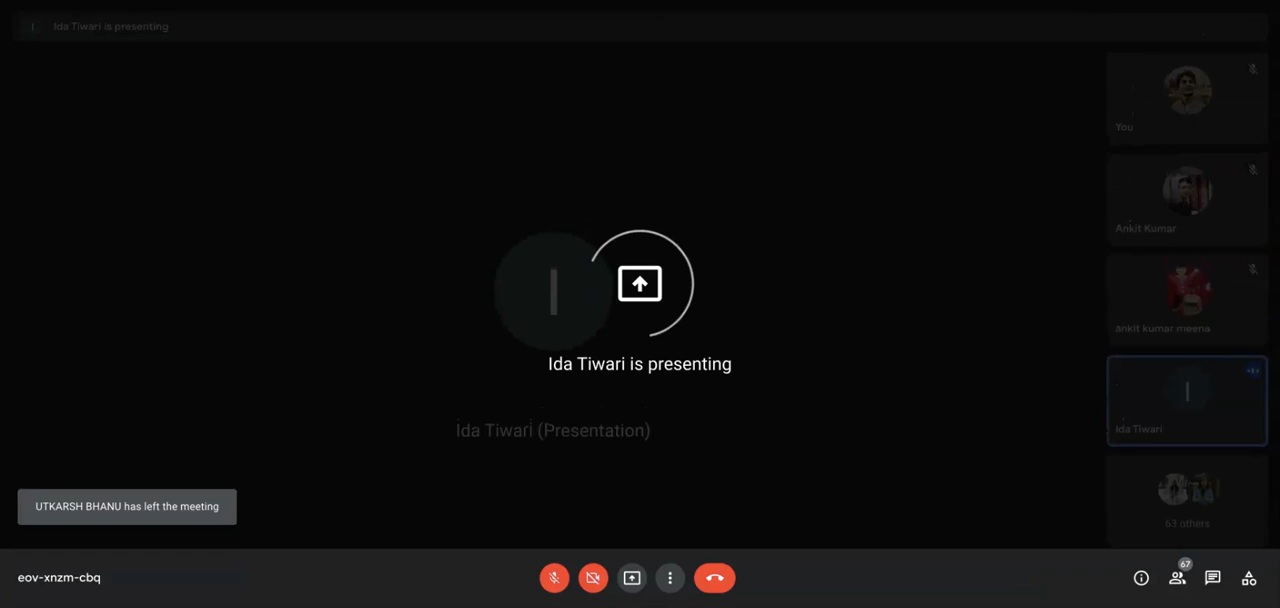 I Ida Tiwari is presenting
You
Ankit Kumar
ankit kumar meena
I
I
Ida Tiwari is presenting
Ida Tiwari
Ida Tiwari (Presentation)
UTKARSH BHANU has left the meeting
63 others
eov-xnzm-cbq
67